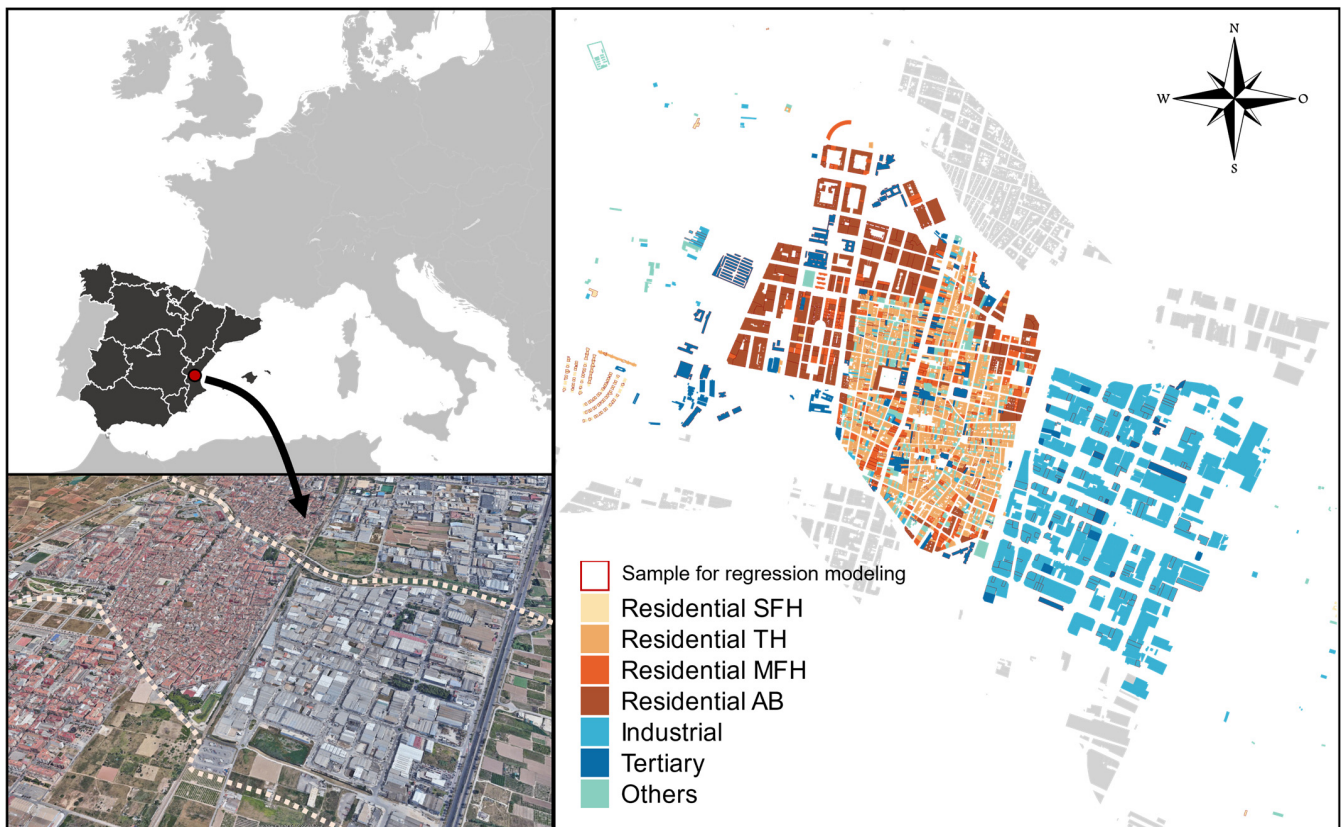 N
W
O
S
Sample for regression modeling
Residential SFH
Residential TH
Residential MFH
Residential AB
Industrial
Tertiary
Others